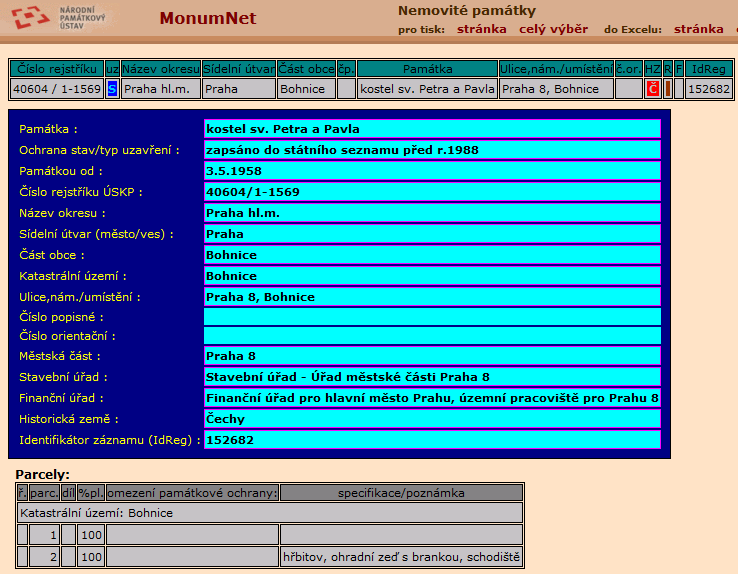 NÁRODNÍ
PAMÁTKOVÝ
ÚSTAV
MonumNet
Nemovité památky
pro tisk: stránka celý výběr do Excelu: stránka
Číslo rejstříku uz Název okresu Sídelní útvar Část obce čp. Památka Ulice,nám./umístění č.or. HZ R F IdReg
40604 / 1-1569 S Praha hl.m. Praha Bohnice kostel sv. Petra a Pavla Praha 8, Bohnice Č 152682
Památka : kostel sv. Petra a Pavla
Ochrana stav/typ uzavření : zapsáno do státního seznamu před r.1988
Památkou od : 3.5.1958
Číslo rejstříku ÚSKP : 40604/1-1569
Název okresu : Praha hl.m.
Sídelní útvar (město/ves) : Praha
Část obce : Bohnice
Katastrální území : Bohnice
Ulice,nám./umístění : Praha 8, Bohnice
Číslo popisné :
Číslo orientační :
Městská část : Praha 8
Stavební úřad : Stavební úřad - Úřad městské části Praha 8
Finanční úřad : Finanční úřad pro hlavní město Prahu, územní pracoviště pro Prahu 8
Historická země : Čechy
Identifikátor záznamu (IdReg) : 152682
Parcely:
ř. parc. díl %pl. omezení památkové ochrany: specifikace/poznámka
Katastrální území: Bohnice
1 100
2 100 hřbitov, ohradní zeď s brankou, schodiště